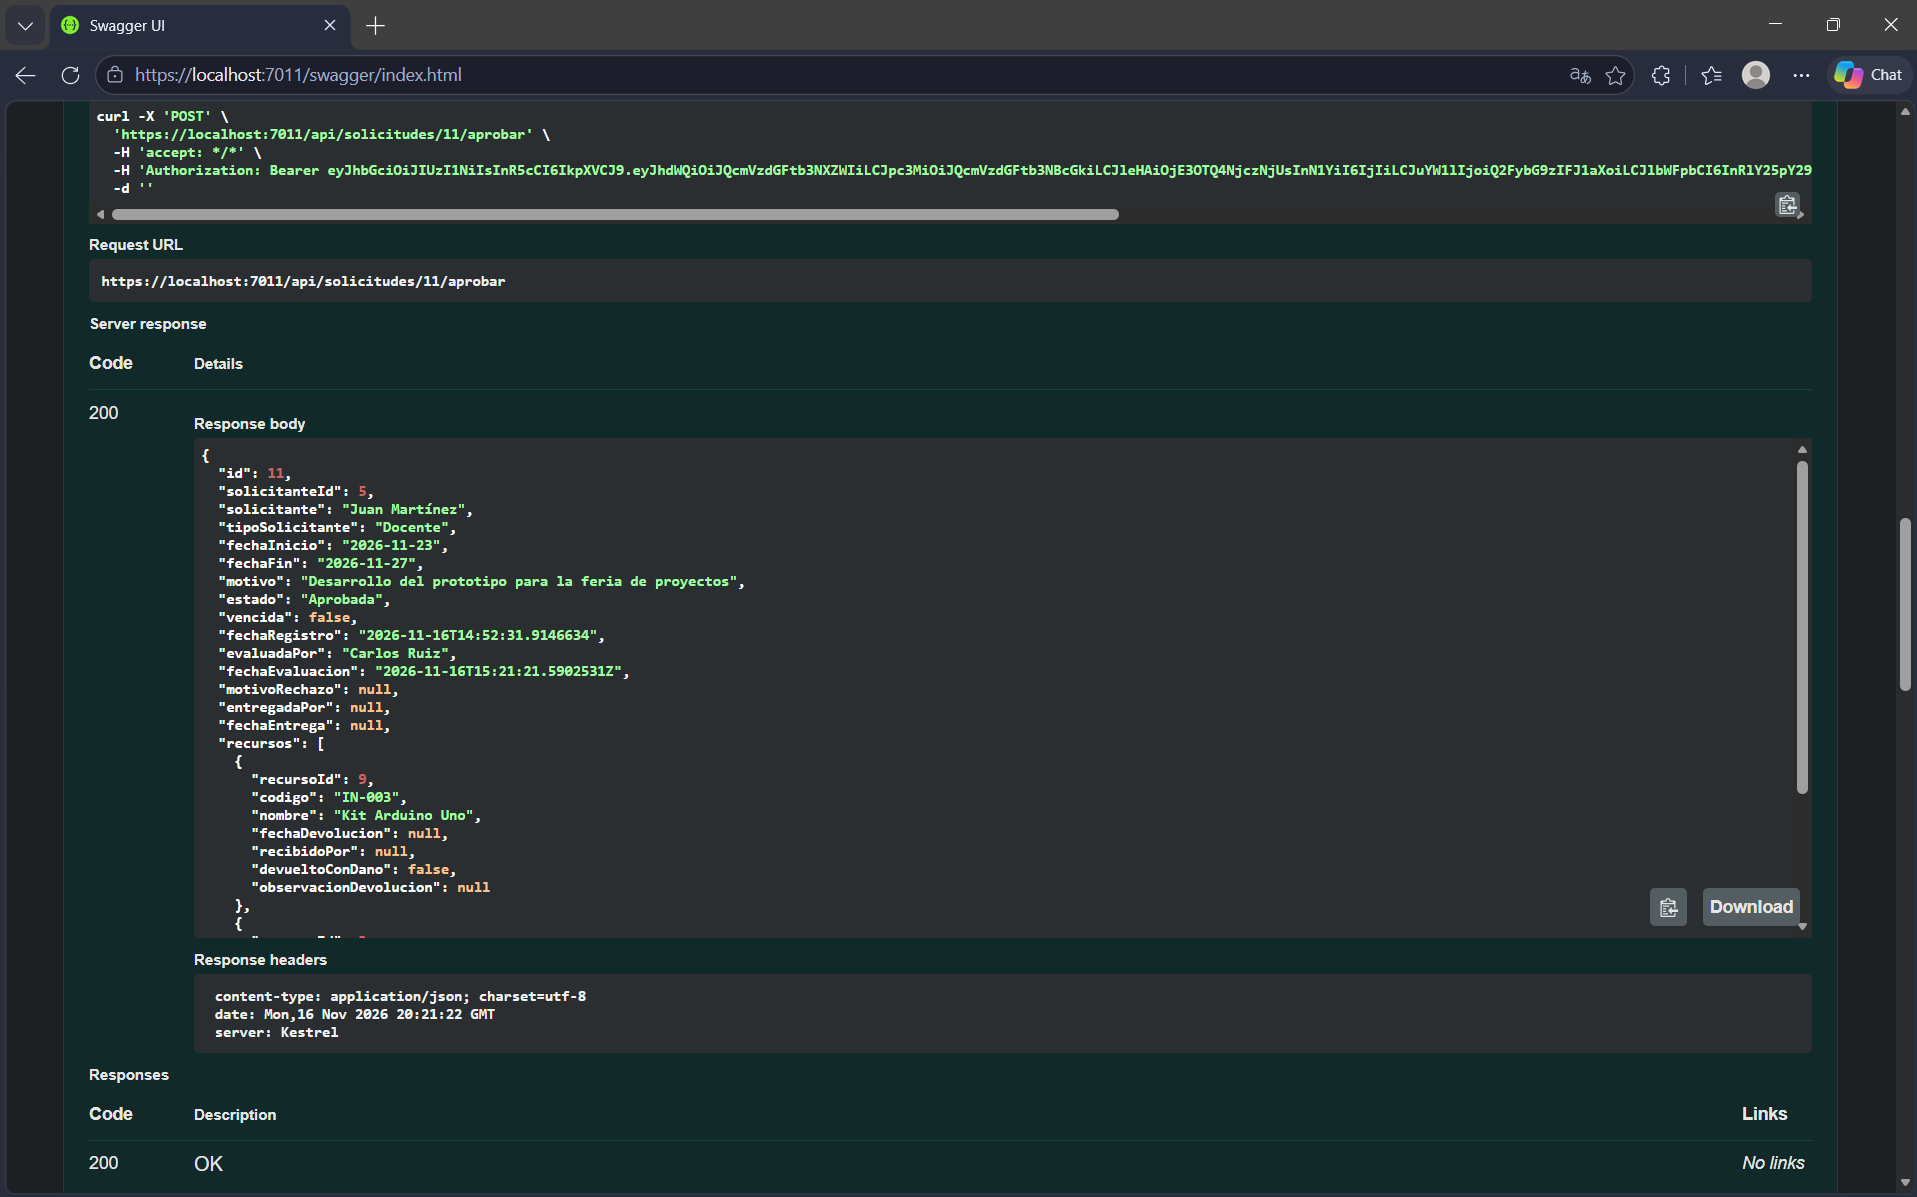 Swagger UI
https://localhost:7011/swagger/index.html
Chat
curl -X 'POST' \
'https://localhost:7011/api/solicitudes/11/aprobar' \
-H 'accept: */*' \
-H 'Authorization: Bearer eyJhbGciOiJIUzI1NiIsInR5cCI6IkpXVCJ9.eyJhdWQiOiJQcmVzdGFtb3NXZWIiLCJpc3MiOiJQcmVzdGFtb3NBcGkiLCJleHAiOjE3OTQ4NjczNjUsInN1YiI6IjIiLCJuYW1lIjoiQ2FybG9zIFJ1aXoiLCJlbWFpbCI6InRlY25pY29
-d ''
Request URL
https://localhost:7011/api/solicitudes/11/aprobar
Server response
Code Details
200
Response body
{
"id": 11,
"solicitanteId": 5,
"solicitante": "Juan Martínez",
"tipoSolicitante": "Docente",
"fechaInicio": "2026-11-23",
"fechaFin": "2026-11-27",
"motivo": "Desarrollo del prototipo para la feria de proyectos",
"estado": "Aprobada",
"vencida": false,
"fechaRegistro": "2026-11-16T14:52:31.9146634",
"evaluadaPor": "Carlos Ruiz",
"fechaEvaluacion": "2026-11-16T15:21:21.5902531Z",
"motivoRechazo": null,
"entregadaPor": null,
"fechaEntrega": null,
"recursos": [
{
"recursoId": 9,
"codigo": "IN-003",
"nombre": "Kit Arduino Uno",
"fechaDevolucion": null,
"recibidoPor": null,
"devueltoConDano": false,
"observacionDevolucion": null
},
{
Download
Response headers
content-type: application/json; charset=utf-8
date: Mon,16 Nov 2026 20:21:22 GMT
server: Kestrel
Responses
Code Description Links
200 OK No links